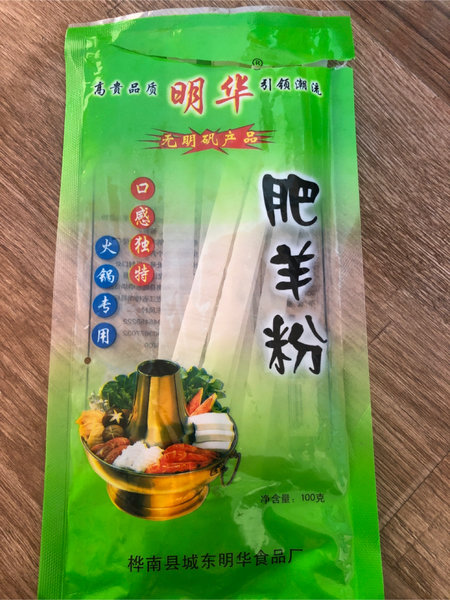 高贵品质 明华® 引领潮流
无明矾产品
肥羊粉
口感独特
火锅专用
净含量：100克
桦南县城东明华食品厂